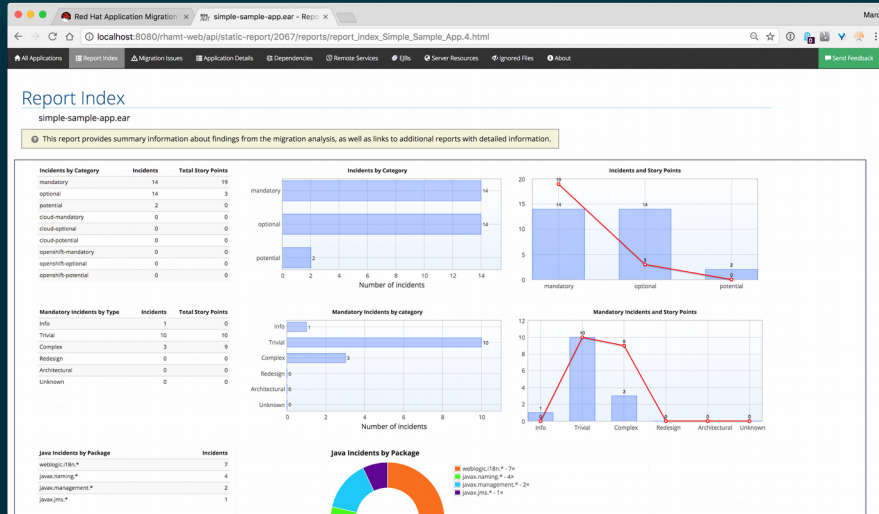 Red Hat Application Migration
simple-sample-app.ear - Repo
Marc
localhost:8080/rhamt-web/api/static-report/2067/reports/report_index_Simple_Sample_App.4.html
All Applications Report Index Migration Issues Application Details Dependencies Remote Services EJBs Server Resources Ignored Files About Send Feedback
Report Index
simple-sample-app.ear
This report provides summary information about findings from the migration analysis, as well as links to additional reports with detailed information.
Incidents by Category Incidents Total Story Points
mandatory 14 19
optional 14 3
potential 2 0
cloud-mandatory 0 0
cloud-optional 0 0
cloud-potential 0 0
openshift-mandatory 0 0
openshift-optional 0 0
openshift-potential 0 0
Incidents by Category
mandatory 14
optional 14
potential 2
0 2 4 6 8 10 12 14
Number of incidents
Incidents and Story Points
20
15
10
5
0
19
14
14
3
2
0
mandatory optional potential
Mandatory Incidents by Type Incidents Total Story Points
Info 1 0
Trivial 10 10
Complex 3 9
Redesign 0 0
Architectural 0 0
Unknown 0 0
Mandatory Incidents by category
Info 1
Trivial 10
Complex 3
Redesign 0
Architectural 0
Unknown 0
0 2 4 6 8 10
Number of incidents
Mandatory Incidents and Story Points
12
10
8
6
4
2
0
1
0
10
9
3
0
0
0
Info Trivial Complex Redesign Architectural Unknown
Java Incidents by Package Incidents
weblogic.i18n.* 7
javax.naming.* 4
javax.management.* 2
javax.jms.* 1
Java Incidents by Package
weblogic.i18n.* - 7×
javax.naming.* - 4×
javax.management.* - 2×
javax.jms.* - 1×